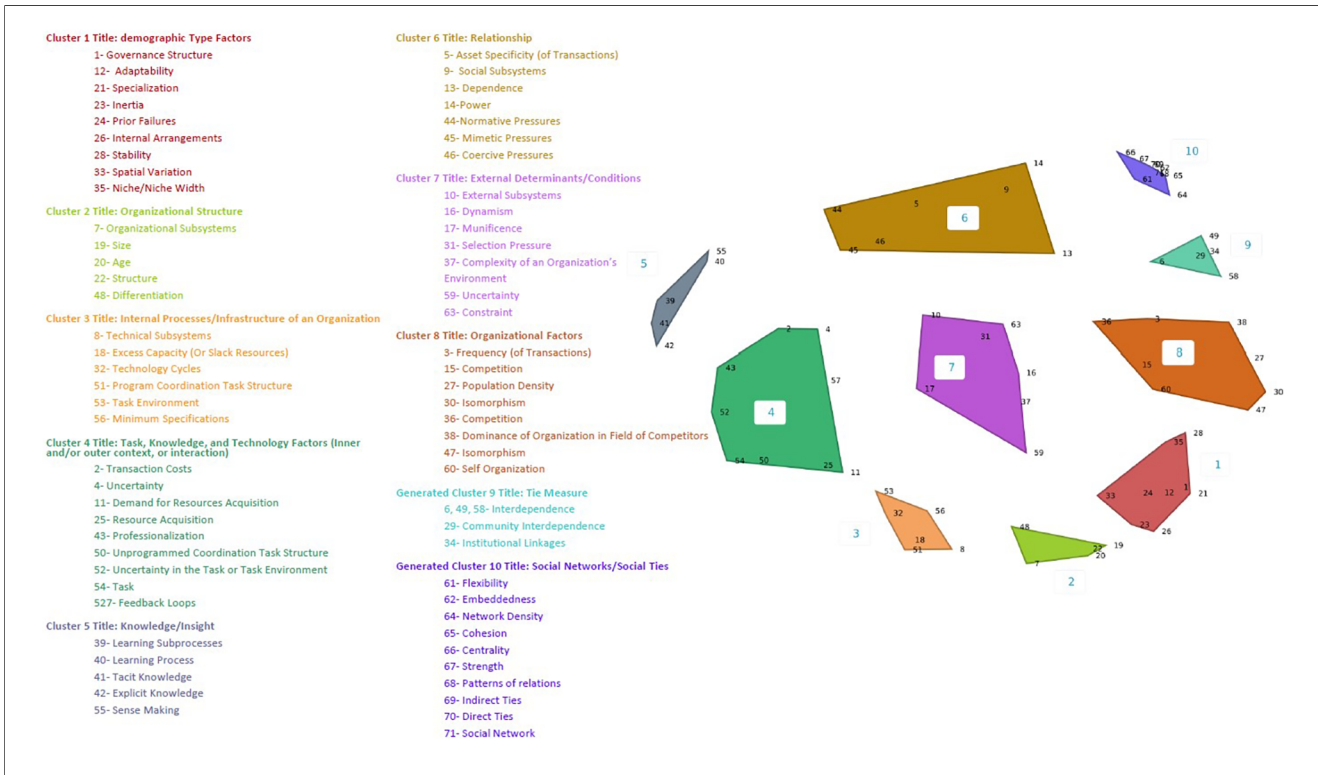 Cluster 1 Title: demographic Type Factors
1- Governance Structure
12- Adaptability
21- Specialization
23- Inertia
24- Prior Failures
26- Internal Arrangements
28- Stability
33- Spatial Variation
35- Niche/Niche Width
Cluster 2 Title: Organizational Structure
7- Organizational Subsystems
19- Size
20- Age
22- Structure
48- Differentiation
Cluster 3 Title: Internal Processes/Infrastructure of an Organization
8- Technical Subsystems
18- Excess Capacity (Or Slack Resources)
32- Technology Cycles
51- Program Coordination Task Structure
53- Task Environment
56- Minimum Specifications
Cluster 4 Title: Task, Knowledge, and Technology Factors (Inner
and/or outer context, or interaction)
2- Transaction Costs
4- Uncertainty
11- Demand for Resources Acquisition
25- Resource Acquisition
43- Professionalization
50- Unprogrammed Coordination Task Structure
52- Uncertainty in the Task or Task Environment
54- Task
527- Feedback Loops
Cluster 5 Title: Knowledge/Insight
39- Learning Subprocesses
40- Learning Process
41- Tacit Knowledge
42- Explicit Knowledge
55- Sense Making
Cluster 6 Title: Relationship
5- Asset Specificity (of Transactions)
9- Social Subsystems
13- Dependence
14-Power
44-Normative Pressures
45- Mimetic Pressures
46- Coercive Pressures
Cluster 7 Title: External Determinants/Conditions
10- External Subsystems
16- Dynamism
17- Munificence
31- Selection Pressure
37- Complexity of an Organization's
Environment
59- Uncertainty
63- Constraint
Cluster 8 Title: Organizational Factors
3- Frequency (of Transactions)
15- Competition
27- Population Density
30- Isomorphism
36- Competition
38- Dominance of Organization in Field of Competitors
47- Isomorphism
60- Self Organization
Generated Cluster 9 Title: Tie Measure
6, 49, 58- Interdependence
29- Community Interdependence
34- Institutional Linkages
Generated Cluster 10 Title: Social Networks/Social Ties
61- Flexibility
62- Embeddedness
64- Network Density
65- Cohesion
66- Centrality
67- Strength
68- Patterns of relations
69- Indirect Ties
70- Direct Ties
71- Social Network
66
67
62
65
61
64
10
14
9
5
44
6
46
45
13
49
34
29
6
58
9
55
40
5
39
41
42
2
4
43
57
52
4
54
50
25
11
10
63
31
7
16
17
37
59
36
3
38
8
15
27
60
30
47
28
35
1
33
24
12
1
21
23
26
53
32
56
3
18
51
8
48
19
22
20
7
2